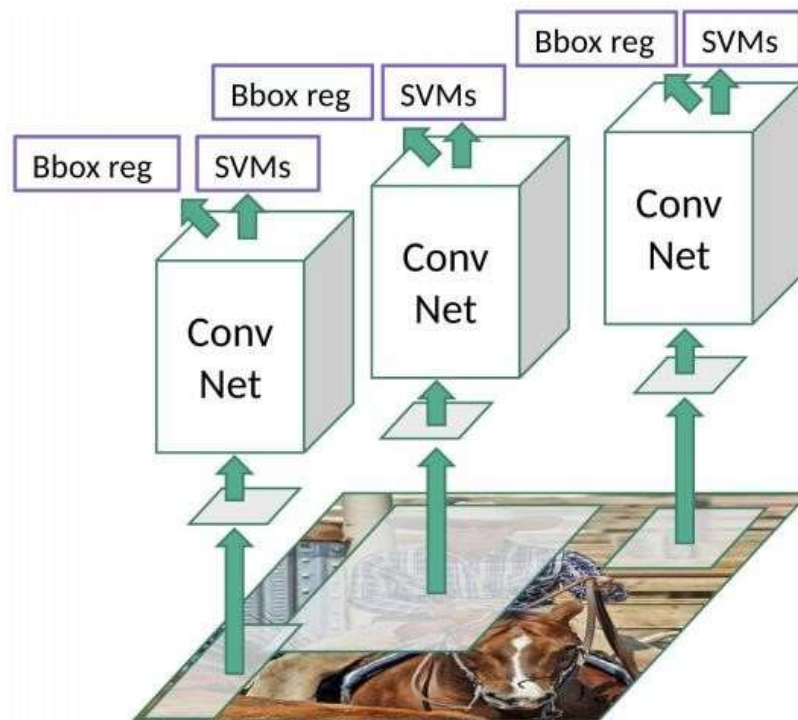 Bbox reg SVMs
Bbox reg SVMs
Bbox reg SVMs
Conv
Net
Conv
Net
Conv
Net